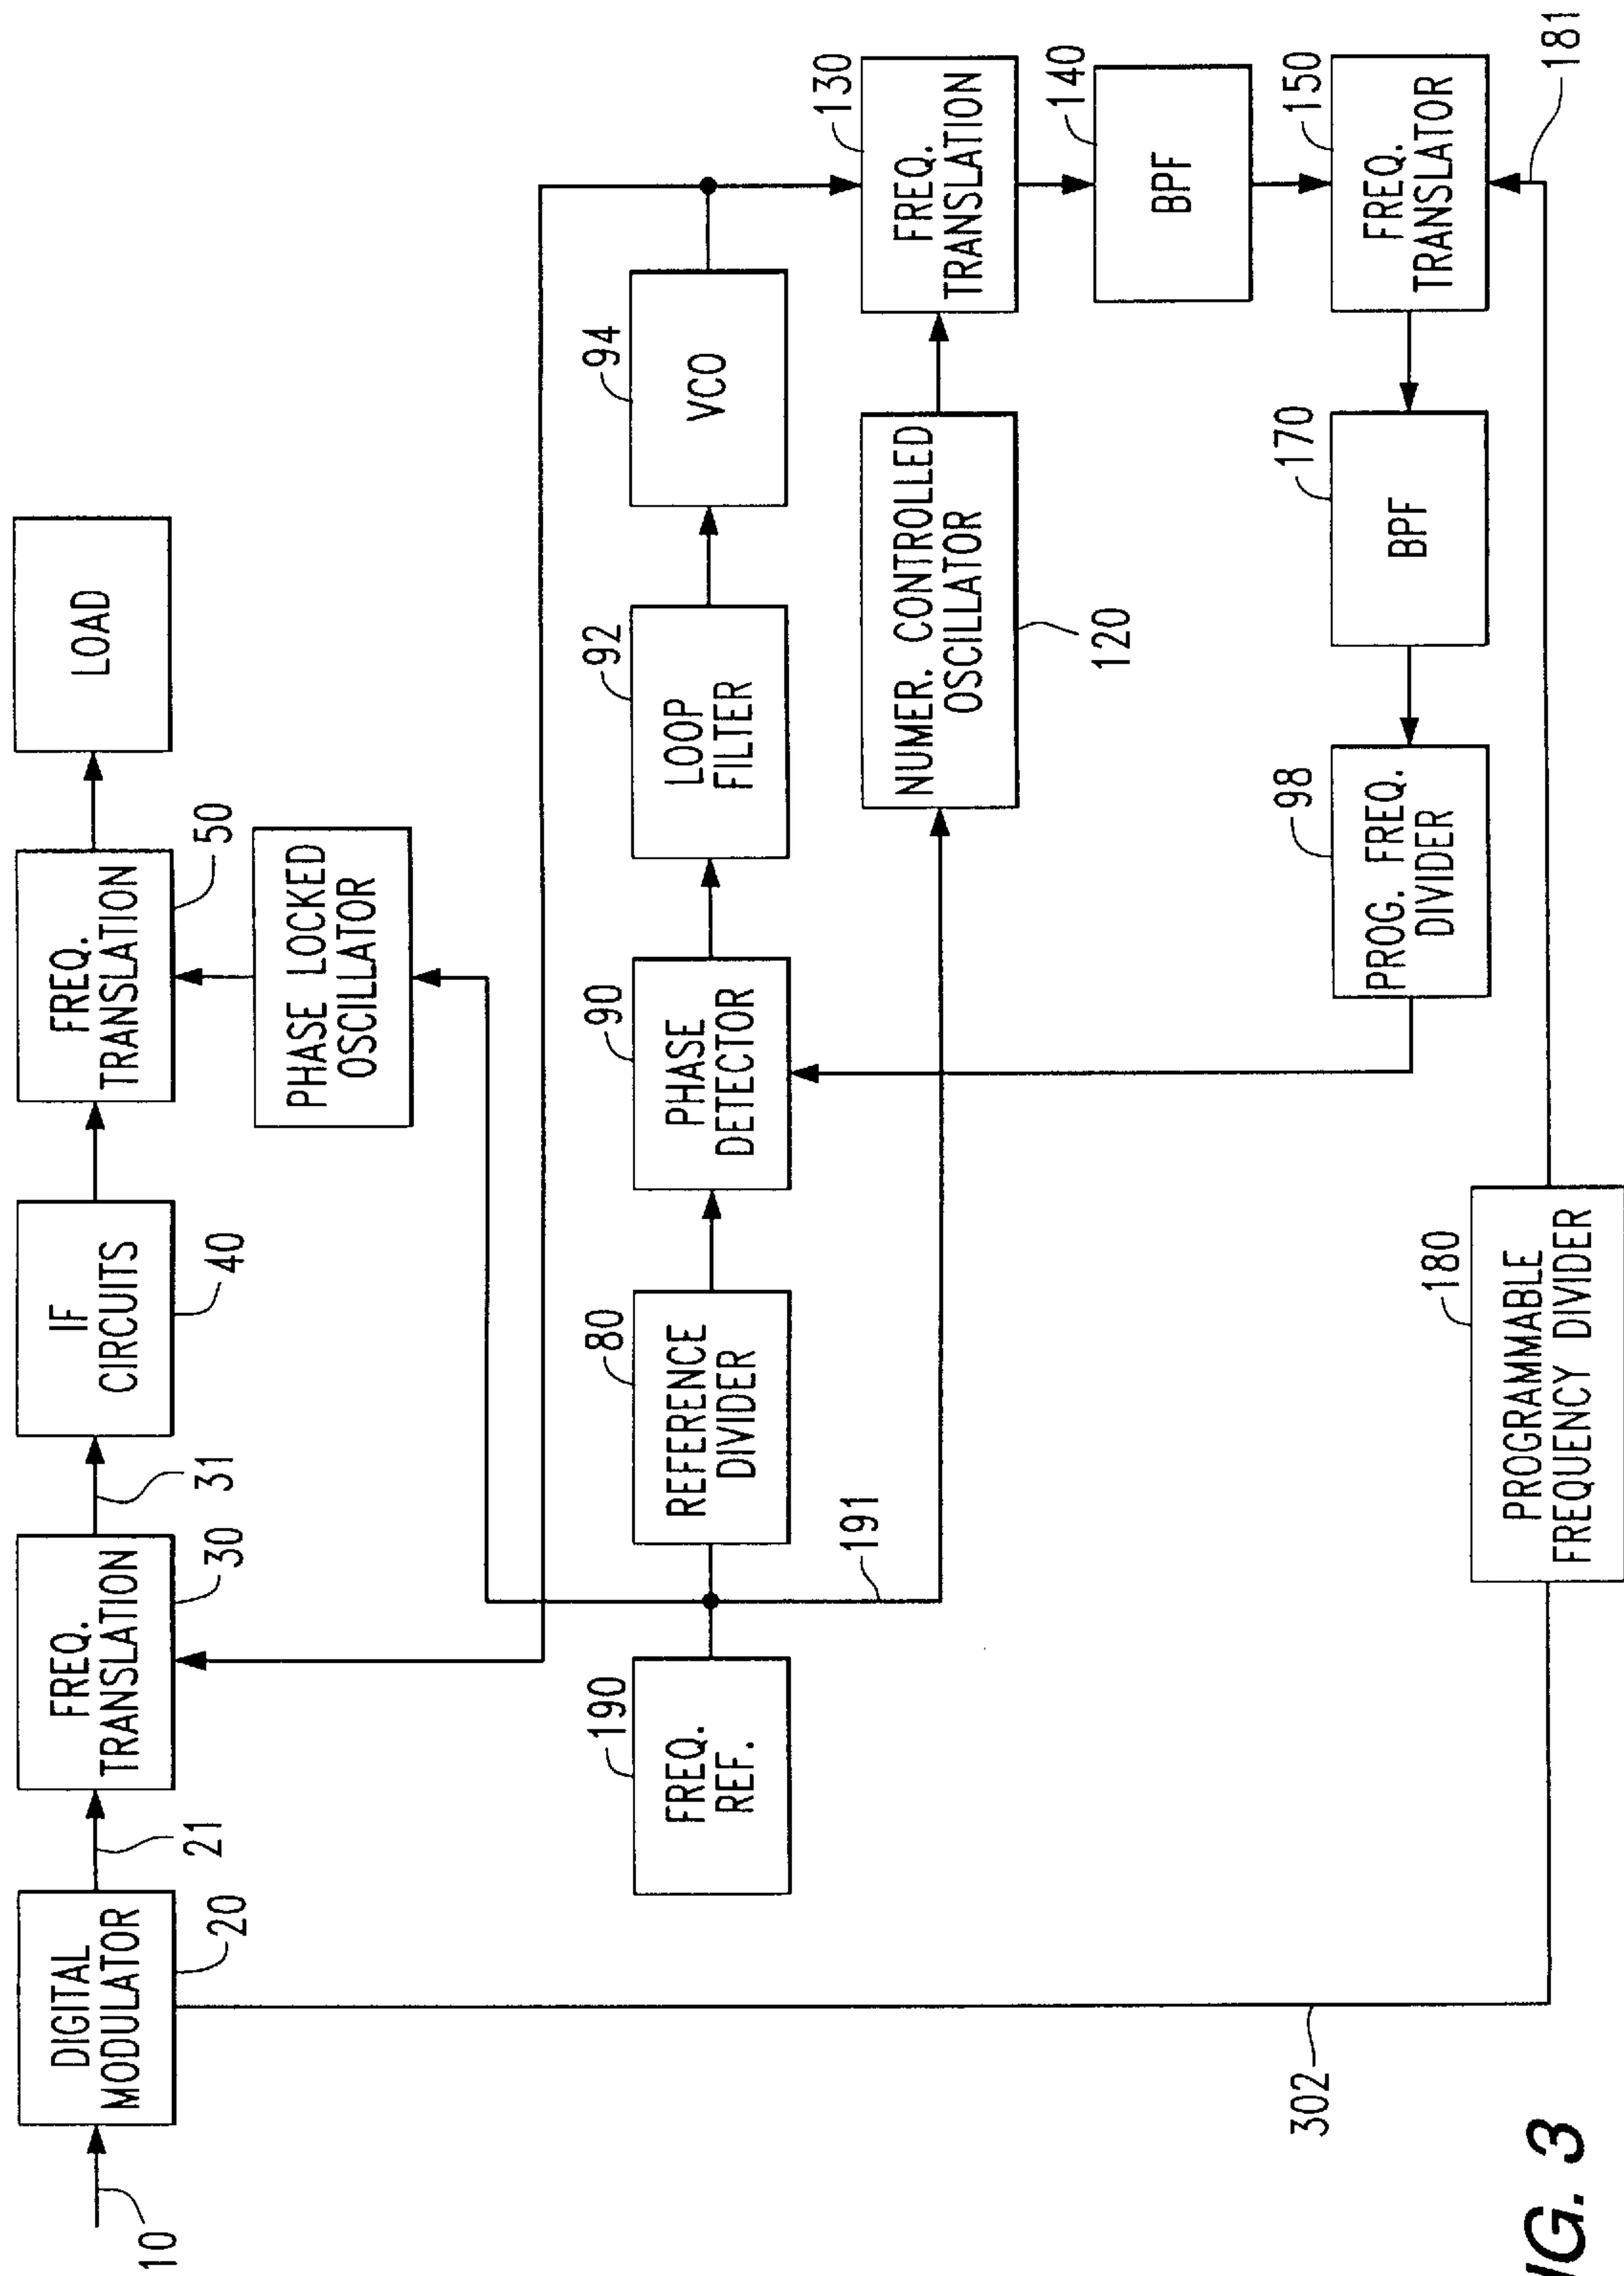 10
DIGITAL
MODULATOR
20
21
FREQ.
TRANSLATION
30
31
IF
CIRCUITS
40
FREQ.
TRANSLATION
50
LOAD
PHASE LOCKED
OSCILLATOR
190
FREQ.
REF.
191
80
REFERENCE
DIVIDER
90
PHASE
DETECTOR
92
LOOP
FILTER
94
VCO
NUMER. CONTROLLED
OSCILLATOR
120
130
FREQ.
TRANSLATION
140
BPF
150
FREQ.
TRANSLATOR
181
170
BPF
98
PROG. FREQ.
DIVIDER
180
PROGRAMMABLE
FREQUENCY DIVIDER
302
3